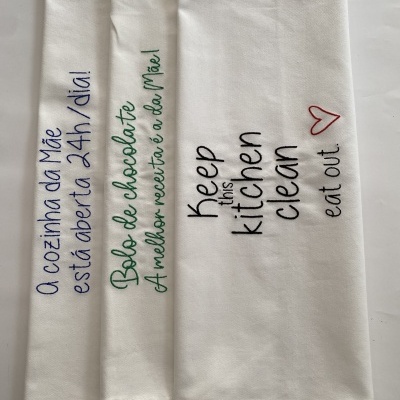 A cozinha da Mãe
está aberta 24h/dia!
Bolo de chocolate
A melhor receita é a da Mãe!
Keep
this
kitchen
clean
eat out.